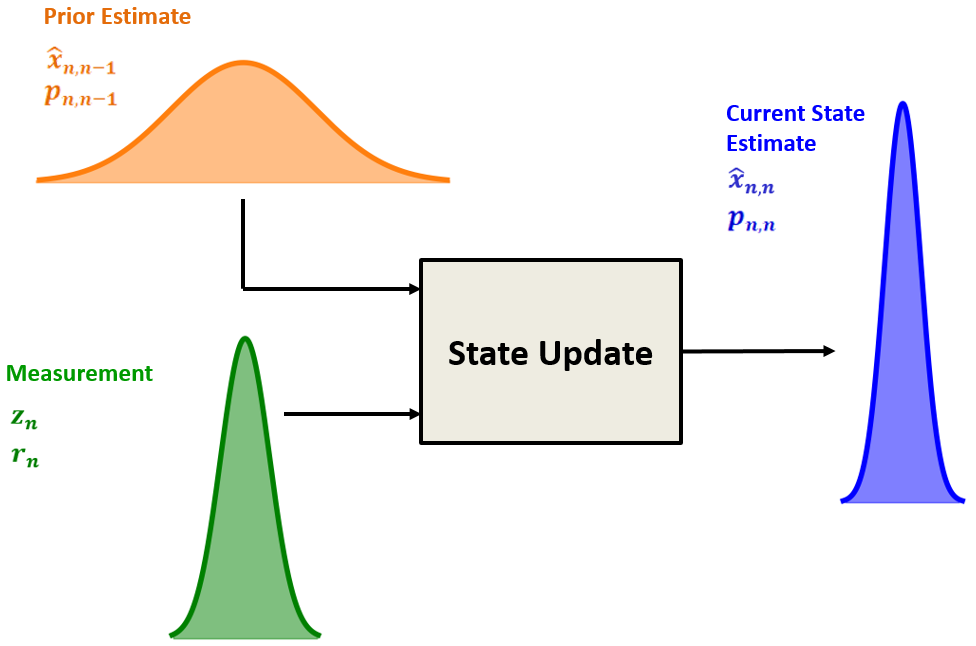 Prior Estimate
x̂ₙ,ₙ₋₁
pₙ,ₙ₋₁
Current State
Estimate
x̂ₙ,ₙ
pₙ,ₙ
State Update
Measurement
zₙ
rₙ